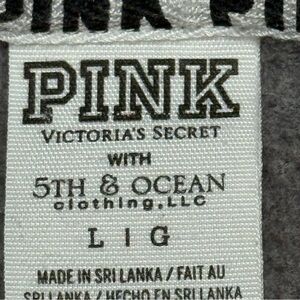 PINK
PINK
VICTORIA'S SECRET
WITH
5TH & OCEAN
clothing,LLC
L | G
MADE IN SRI LANKA / FAIT AU
SRI LANKA / HECHO EN SRI LANKA